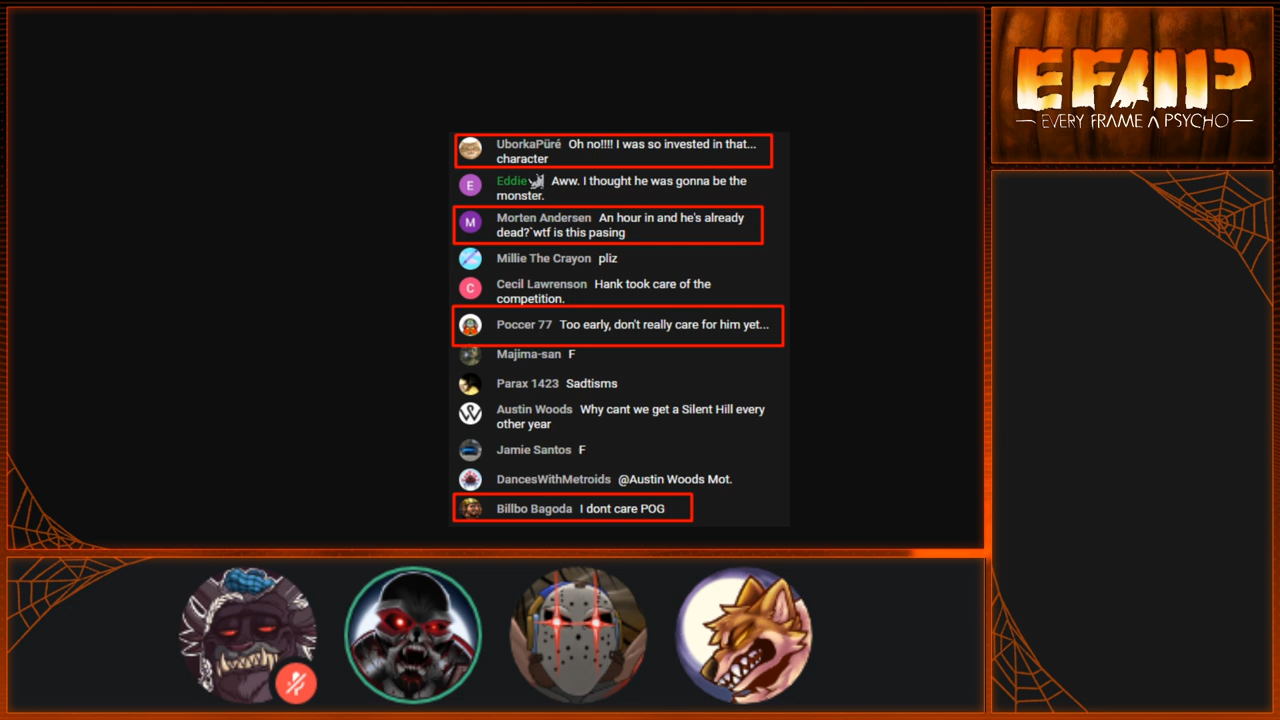 UborkaPüré Oh no!!!! I was so invested in that...
character
E Eddie Aww. I thought he was gonna be the
monster.
M Morten Andersen An hour in and he's already
dead?`wtf is this pasing
Millie The Crayon pliz
C Cecil Lawrenson Hank took care of the
competition.
Poccer 77 Too early, don't really care for him yet...
Majima-san F
Parax 1423 Sadtisms
W Austin Woods Why cant we get a Silent Hill every
other year
Jamie Santos F
DancesWithMetroids @Austin Woods Mot.
Billbo Bagoda I dont care POG
EFAP
EVERY FRAME A PSYCHO